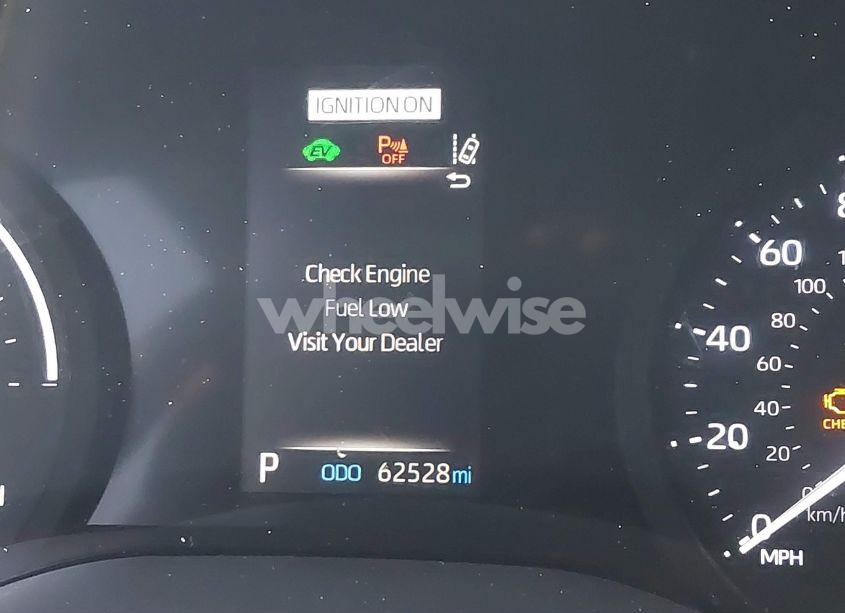 IGNITION ON
EV
P
OFF
Check Engine
Fuel Low
Visit Your Dealer
wheelwise
P ODO 62528 mi
60
100
80
40
60
40
20
20
0
km/h
MPH